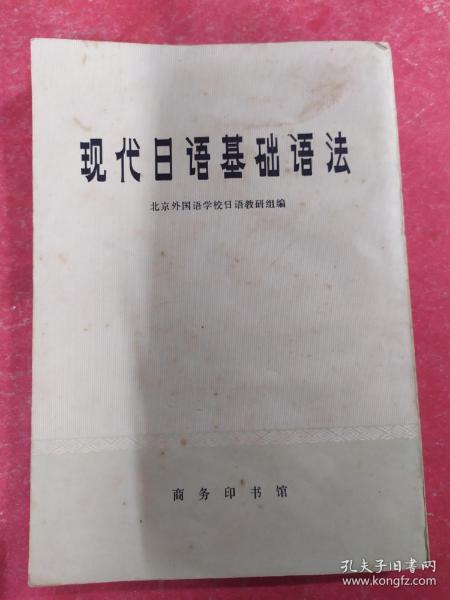 现代日语基础语法
北京外国语学校日语教研组编
商务印书馆
孔夫子旧书网
www.kongfz.com